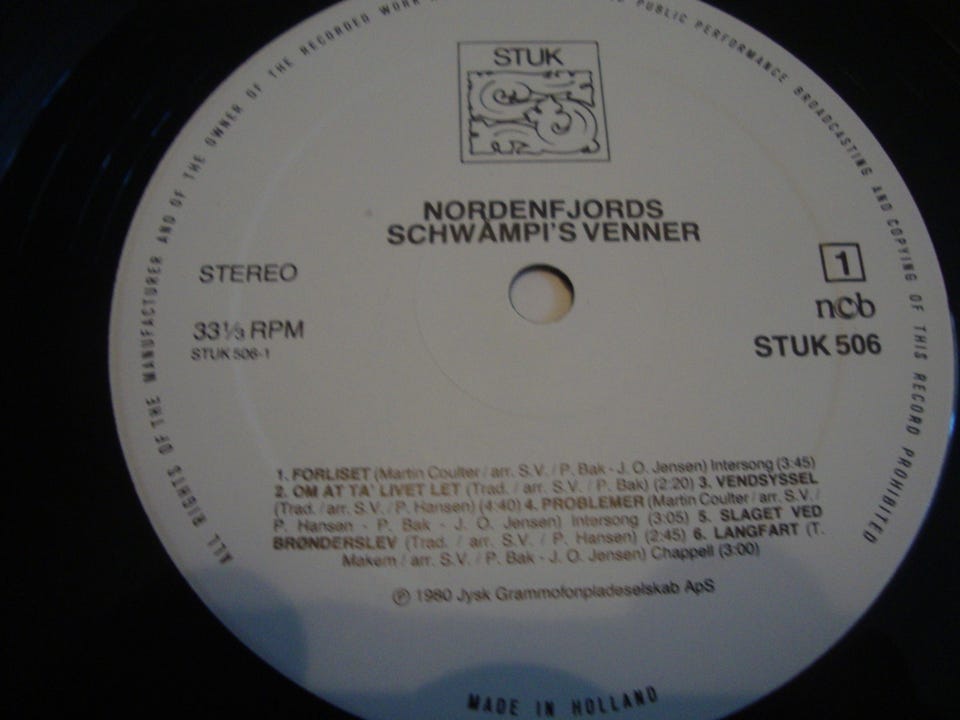 ALL RIGHTS OF THE MANUFACTURER AND OF THE OWNER OF THE RECORDED WORK
PUBLIC PERFORMANCE BROADCASTING AND COPYING OF THIS RECORD PROHIBITED
STUK
NORDENFJORDS
SCHWAMPI'S VENNER
STEREO
1
ncb
33⅓ RPM
STUK 506-1
STUK 506
1. FORLISET (Martin Coulter / arr. S.V. / P. Bak - J. O. Jensen) Intersong (3:45)
2. OM AT TA' LIVET LET (Trad. / arr. S.V. / P. Bak) (2:20) 3. VENDSYSSEL
(Trad. / arr. S.V. / P. Hansen) (4:40) 4. PROBLEMER (Martin Coulter / arr. S.V. /
P. Hansen - P. Bak - J. O. Jensen) Intersong (3:05) 5. SLAGET VED
BRØNDERSLEV (Trad. / arr. S.V. / P. Hansen) (2:45) 6. LANGFART (T.
Makem / arr. S.V. / P. Bak - J. O. Jensen) Chappell (3:00)
℗ 1980 Jysk Grammofonpladeselskab ApS
MADE IN HOLLAND